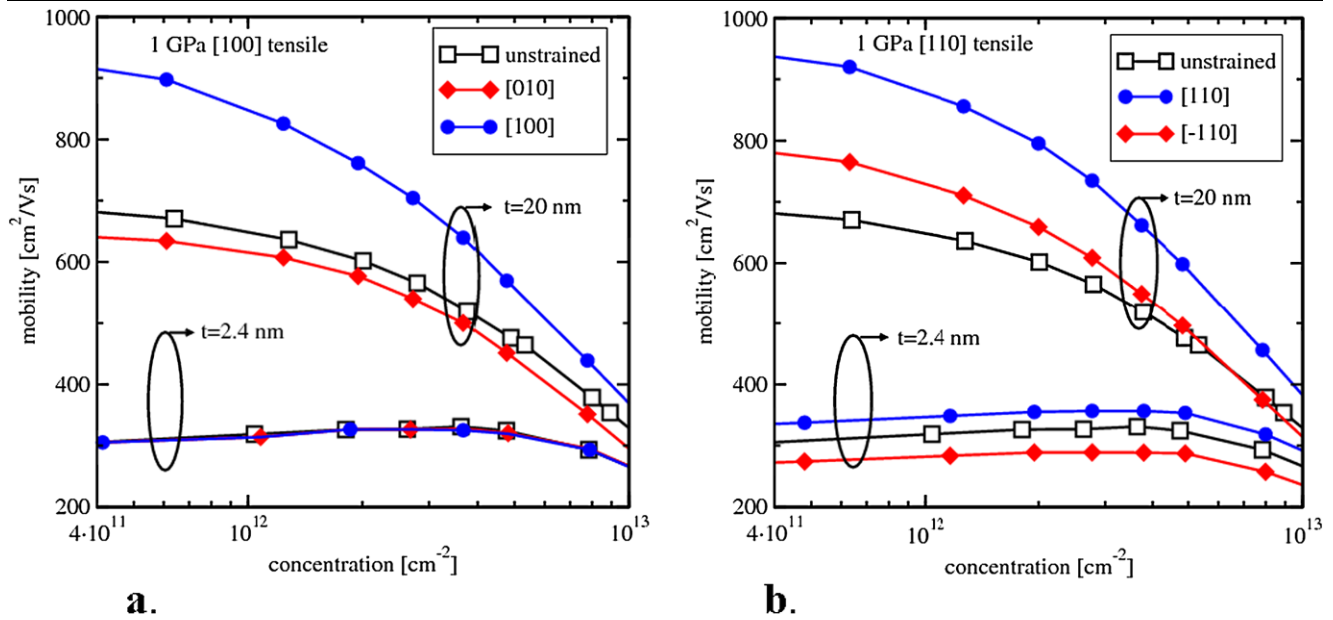 1000
800
600
400
200
mobility [cm²/Vs]
1 GPa [100] tensile
unstrained
[010]
[100]
t=20 nm
t=2.4 nm
4·10¹¹
10¹²
10¹³
concentration [cm⁻²]
a.
1000
800
600
400
200
mobility [cm²/Vs]
1 GPa [110] tensile
unstrained
[110]
[-110]
t=20 nm
t=2.4 nm
4·10¹¹
10¹²
10¹³
concentration [cm⁻²]
b.